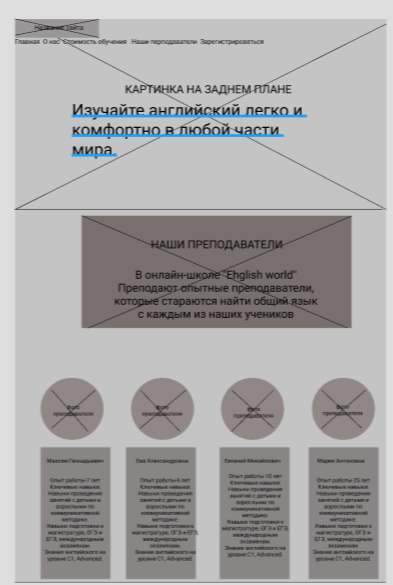 Название сайта
Главная О нас Стоимость обучения Наши перподаватели Зарегистрироваться
КАРТИНКА НА ЗАДНЕМ ПЛАНЕ
Изучайте английский легко и
комфортно в любой части
мира.
НАШИ ПРЕПОДАВАТЕЛИ
В онлайн-школе "Ehglish world"
Преподают опытные преподаватели,
которые стараются найти общий язык
с каждым из наших учеников
Фото
преподавателя
Фото
преподавателя
Фото
преподавателя
Фото
преподавателя
Максим Геннадьевич
Опыт работы-7 лет
Ключевые навыки:
Навыки проведения
занятий с детьми и
взрослыми по
коммуникативной
методике.
Навыки подготовки к
магистратуре, ОГЭ и
ЕГЭ, международным
экзаменам.
Знание английского на
уровне С1, Advanced.
Ева Александровна
Опыт работы-6 лет
Ключевые навыки:
Навыки проведения
занятий с детьми и
взрослыми по
коммуникативной
методике.
Навыки подготовки к
магистратуре, ОГЭ и ЕГЭ,
международным
экзаменам.
Знание английского на
уровне С1, Advanced.
Евгений Михайлович
Опыт работы-10 лет
Ключевые навыки:
Навыки проведения
занятий с детьми и
взрослыми по
коммуникативной
методике.
Навыки подготовки к
магистратуре, ОГЭ и ЕГЭ,
международным
экзаменам.
Знание английского на
уровне С1, Advanced.
Мария Антоновна
Опыт работы-25 лет
Ключевые навыки:
Навыки проведения
занятий с детьми и
взрослыми по
коммуникативной
методике.
Навыки подготовки к
магистратуре, ОГЭ и
ЕГЭ, международным
экзаменам.
Знание английского на
уровне С1, Advanced.